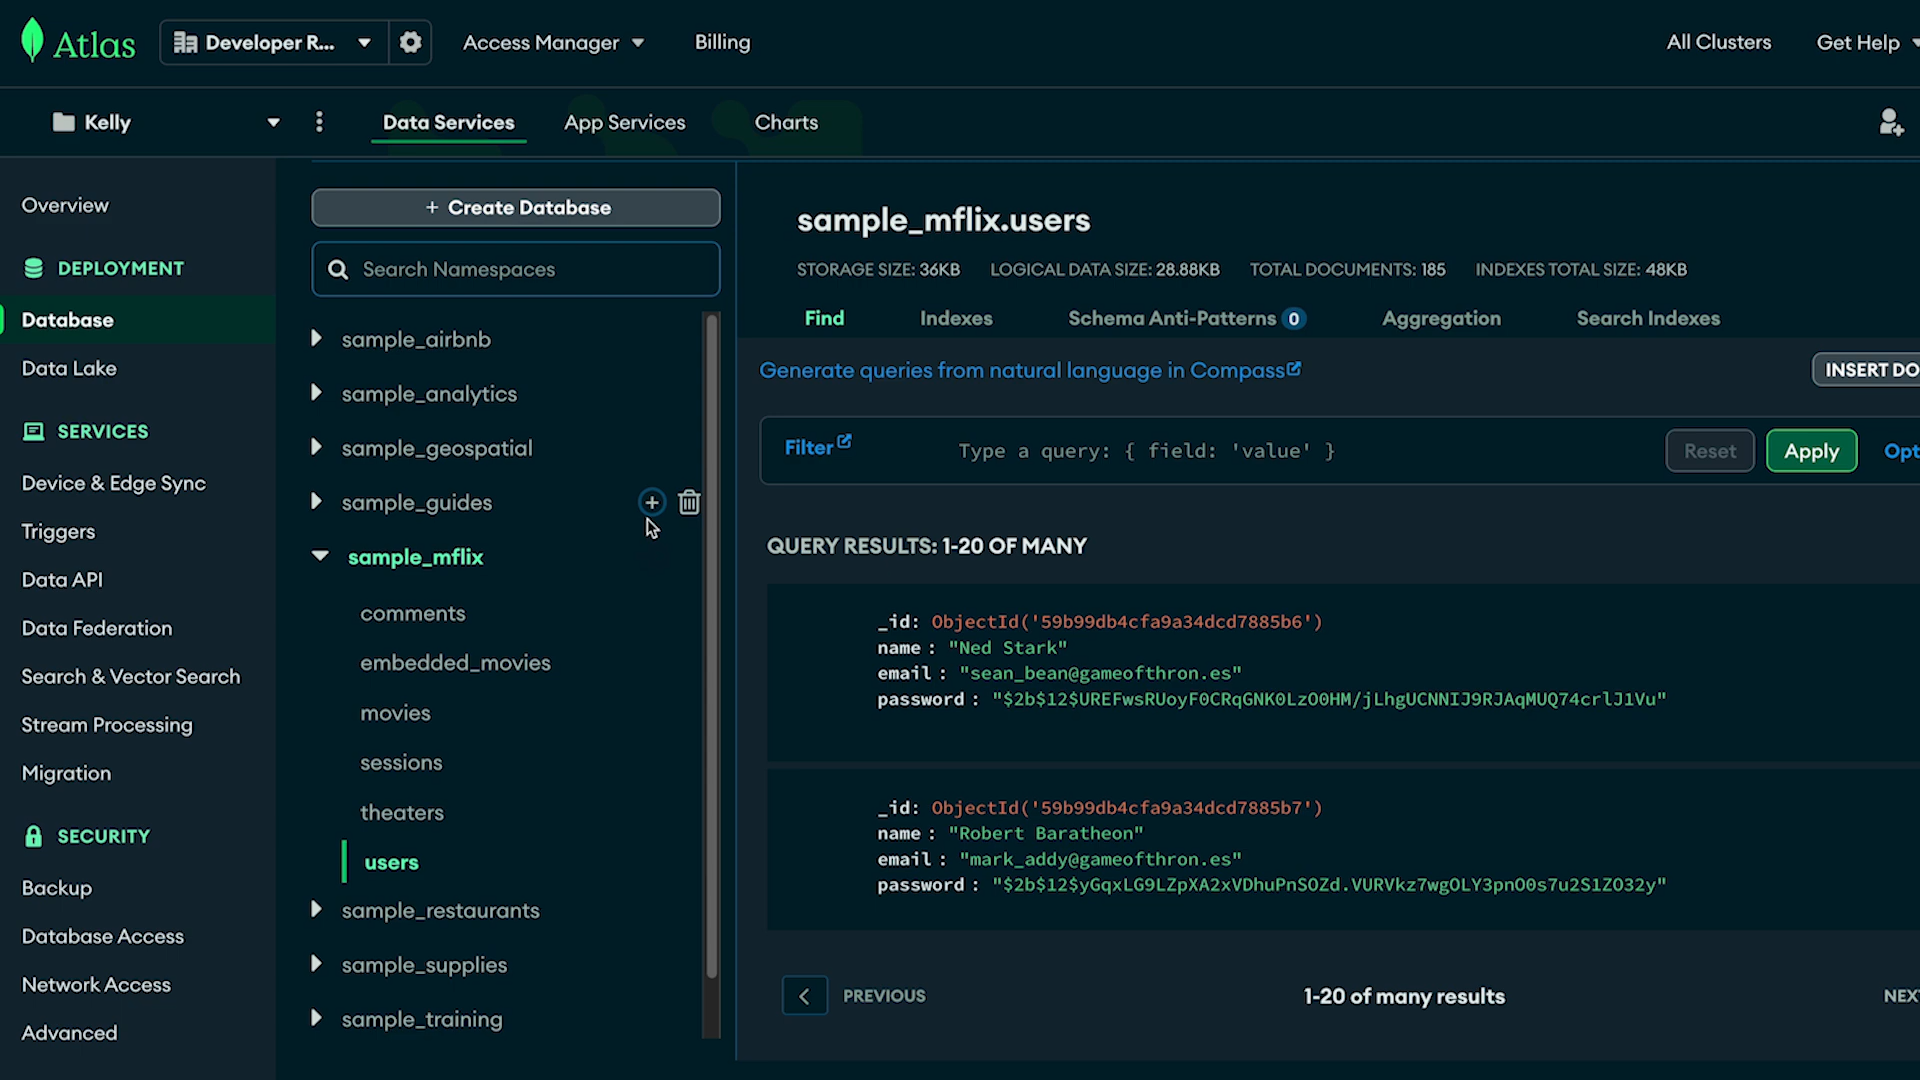 Atlas
Developer R...
Access Manager
Billing
All Clusters
Get Help
Kelly
Data Services
App Services
Charts
Overview
DEPLOYMENT
Database
Data Lake
SERVICES
Device & Edge Sync
Triggers
Data API
Data Federation
Search & Vector Search
Stream Processing
Migration
SECURITY
Backup
Database Access
Network Access
Advanced
+ Create Database
Search Namespaces
sample_airbnb
sample_analytics
sample_geospatial
sample_guides
sample_mflix
comments
embedded_movies
movies
sessions
theaters
users
sample_restaurants
sample_supplies
sample_training
sample_mflix.users
STORAGE SIZE: 36KB LOGICAL DATA SIZE: 28.88KB TOTAL DOCUMENTS: 185 INDEXES TOTAL SIZE: 48KB
Find Indexes Schema Anti-Patterns 0 Aggregation Search Indexes
Generate queries from natural language in Compass
INSERT DO
Filter
Type a query: { field: 'value' }
Reset
Apply
Opt
QUERY RESULTS: 1-20 OF MANY
_id: ObjectId('59b99db4cfa9a34dcd7885b6')
name : "Ned Stark"
email : "sean_bean@gameofthron.es"
password : "$2b$12$UREFwsRUoyF0CRqGNK0LzO0HM/jLhgUCNNIJ9RJAqMUQ74crlJ1Vu"
_id: ObjectId('59b99db4cfa9a34dcd7885b7')
name : "Robert Baratheon"
email : "mark_addy@gameofthron.es"
password : "$2b$12$yGqxLG9LZpXA2xVDhuPnSOZd.VURVkz7wgOLY3pnO0s7u2S1ZO32y"
PREVIOUS
1-20 of many results
NEX